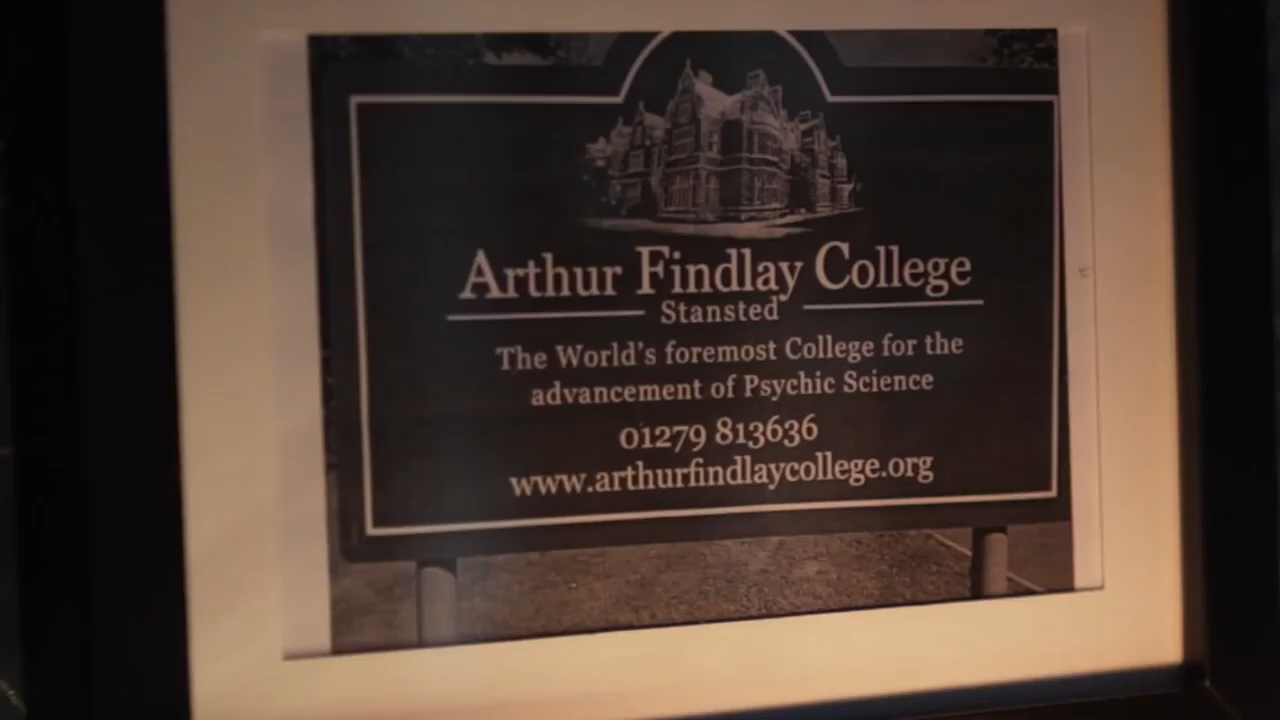 Arthur Findlay College
Stansted
The World's foremost College for the
advancement of Psychic Science
01279 813636
www.arthurfindlaycollege.org